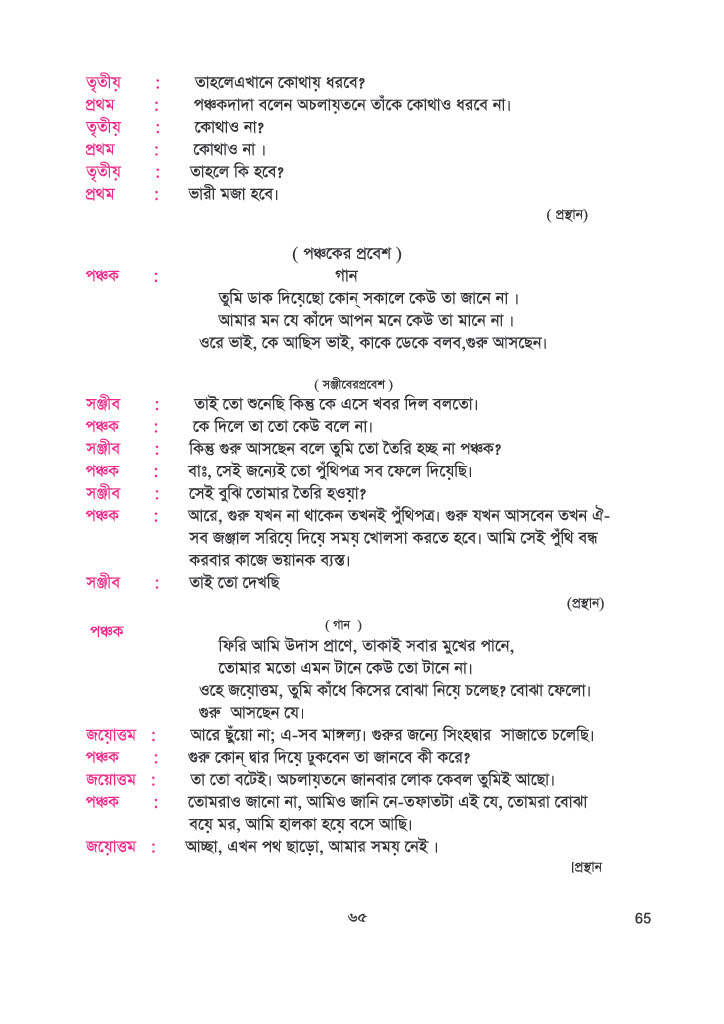 তৃতীয় : তাহলেএখানে কোথায় ধরবে?
প্রথম : পঞ্চকদাদা বলেন অচলায়তনে তাঁকে কোথাও ধরবে না।
তৃতীয় : কোথাও না?
প্রথম : কোথাও না ।
তৃতীয় : তাহলে কি হবে?
প্রথম : ভারী মজা হবে।
( প্রস্থান)
( পঞ্চকের প্রবেশ )
পঞ্চক : গান
তুমি ডাক দিয়েছো কোন্ সকালে কেউ তা জানে না ।
আমার মন যে কাঁদে আপন মনে কেউ তা মানে না ।
ওরে ভাই, কে আছিস ভাই, কাকে ডেকে বলব,গুরু আসছেন।
( সঞ্জীবেরপ্রবেশ )
সঞ্জীব : তাই তো শুনেছি কিন্তু কে এসে খবর দিল বলতো।
পঞ্চক : কে দিলে তা তো কেউ বলে না।
সঞ্জীব : কিন্তু গুরু আসছেন বলে তুমি তো তৈরি হচ্ছ না পঞ্চক?
পঞ্চক : বাঃ, সেই জন্যেই তো পুঁথিপত্র সব ফেলে দিয়েছি।
সঞ্জীব : সেই বুঝি তোমার তৈরি হওয়া?
পঞ্চক : আরে, গুরু যখন না থাকেন তখনই পুঁথিপত্র। গুরু যখন আসবেন তখন ঐ-
সব জঞ্জাল সরিয়ে দিয়ে সময় খোলসা করতে হবে। আমি সেই পুঁথি বন্ধ
করবার কাজে ভয়ানক ব্যস্ত।
সঞ্জীব : তাই তো দেখছি
(প্রস্থান)
পঞ্চক ( গান )
ফিরি আমি উদাস প্রাণে, তাকাই সবার মুখের পানে,
তোমার মতো এমন টানে কেউ তো টানে না।
ওহে জয়োত্তম, তুমি কাঁধে কিসের বোঝা নিয়ে চলেছ? বোঝা ফেলো।
গুরু আসছেন যে।
জয়োত্তম : আরে ছুঁয়ো না; এ-সব মাঙ্গল্য। গুরুর জন্যে সিংহদ্বার সাজাতে চলেছি।
পঞ্চক : গুরু কোন্ দ্বার দিয়ে ঢুকবেন তা জানবে কী করে?
জয়োত্তম : তা তো বটেই। অচলায়তনে জানবার লোক কেবল তুমিই আছো।
পঞ্চক : তোমরাও জানো না, আমিও জানি নে-তফাতটা এই যে, তোমরা বোঝা
বয়ে মর, আমি হালকা হয়ে বসে আছি।
জয়োত্তম : আচ্ছা, এখন পথ ছাড়ো, আমার সময় নেই ।
।প্রস্থান
৬৫ 65